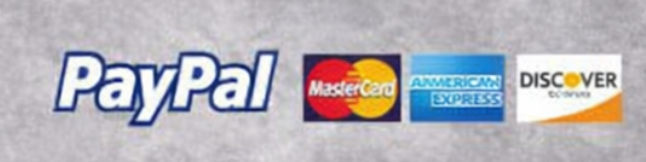 PayPal
MasterCard
AMERICAN
EXPRESS
DISCOVER